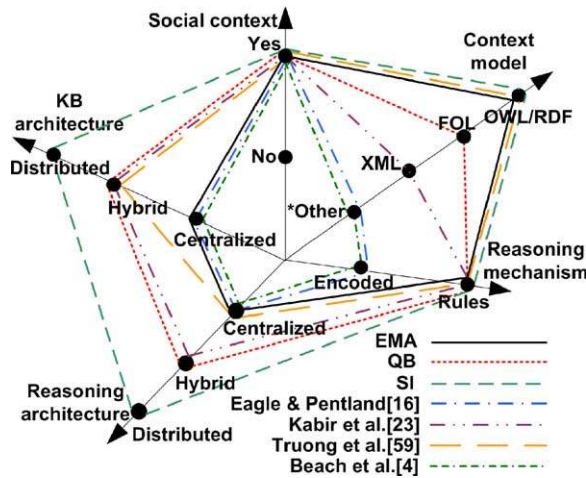 Social context
Yes
Context
model
KB
architecture
OWL/RDF
FOL
Distributed
No
XML
Hybrid
*Other
Centralized
Reasoning
mechanism
Encoded
Rules
Centralized
EMA
QB
Hybrid
SI
Reasoning
architecture
Distributed
Eagle & Pentland[16]
Kabir et al.[23]
Truong et al.[59]
Beach et al.[4]